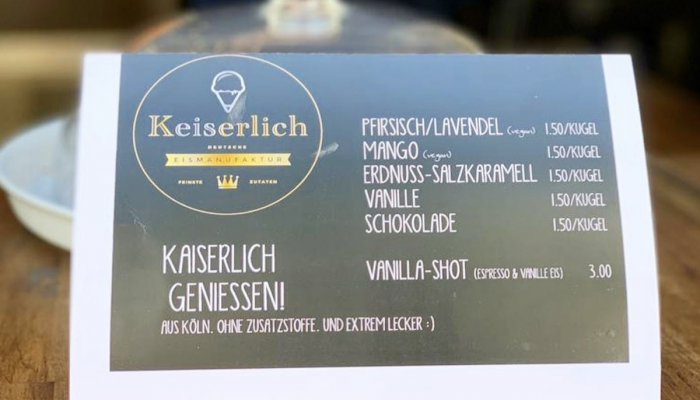 Keiserlich
DEUTSCHE
EISMANUFAKTUR
FEINSTE ZUTATEN
KAISERLICH
GENIESSEN!
AUS KÖLN. OHNE ZUSATZSTOFFE. UND EXTREM LECKER :)
PFIRSISCH/LAVENDEL (vegan) 1.50/KUGEL
MANGO (vegan) 1.50/KUGEL
ERDNUSS-SALZKARAMELL 1.50/KUGEL
VANILLE 1.50/KUGEL
SCHOKOLADE 1.50/KUGEL
VANILLA-SHOT (ESPRESSO & VANILLE EIS) 3.00